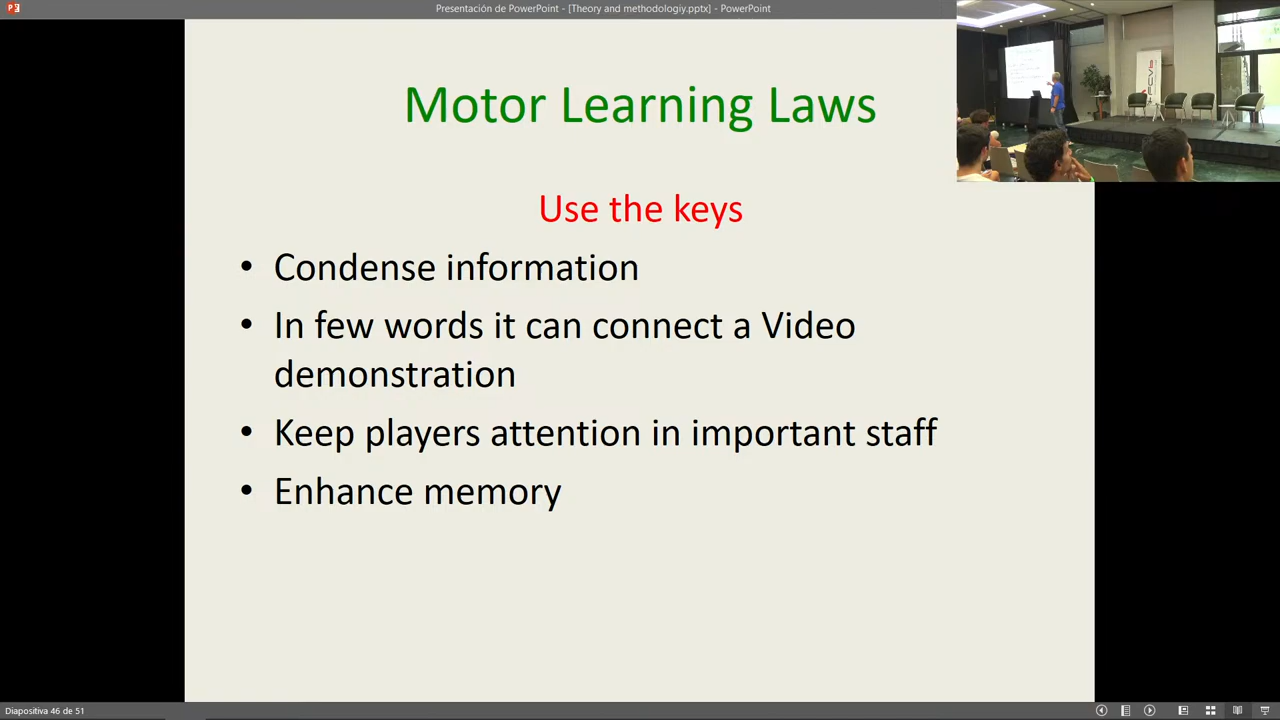 Presentación de PowerPoint - [Theory and methodologiy.pptx] - PowerPoint
Motor Learning Laws
Use the keys
• Condense information
• In few words it can connect a Video
demonstration
• Keep players attention in important staff
• Enhance memory
Diapositiva 46 de 51